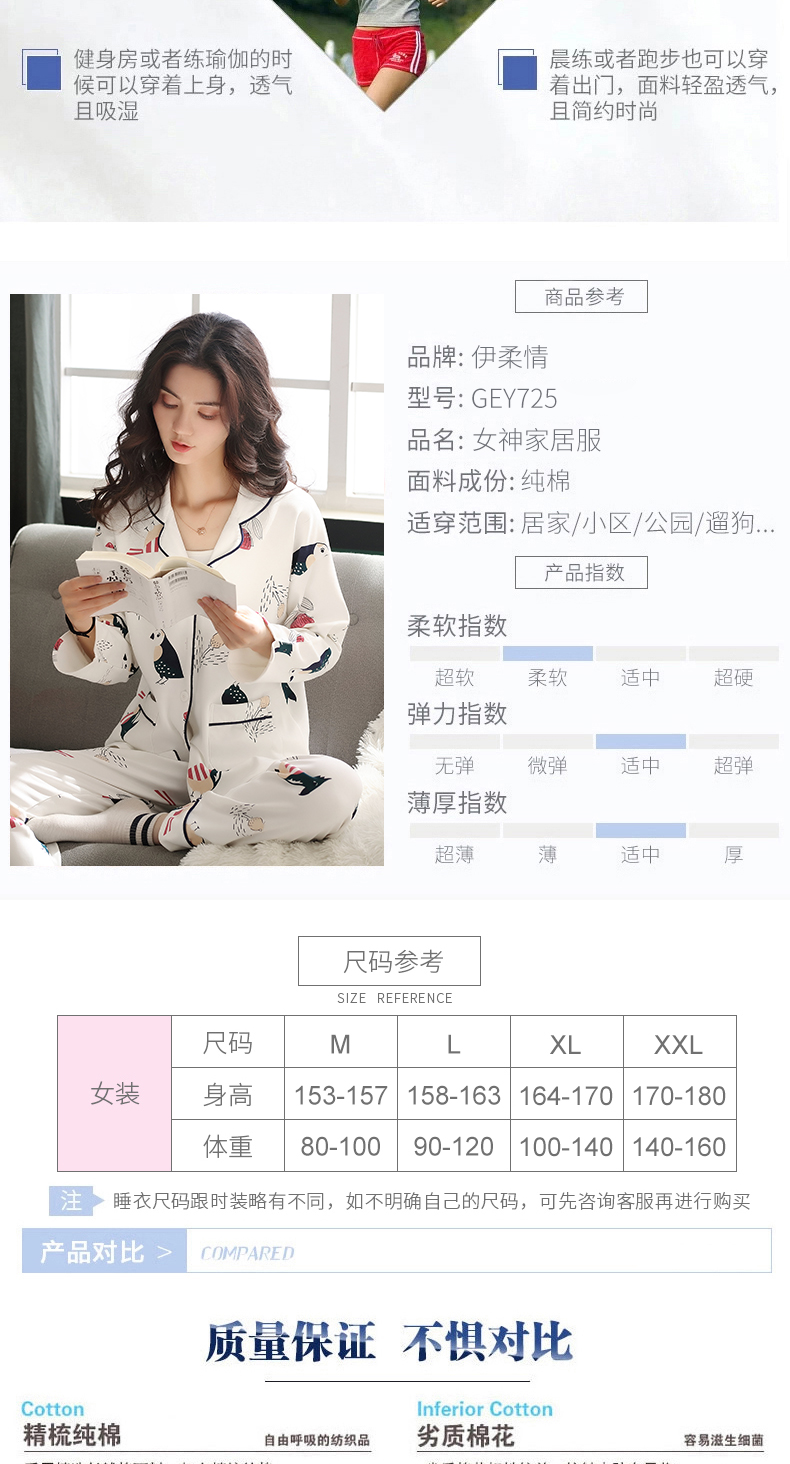 健身房或者练瑜伽的时
候可以穿着上身，透气
且吸湿
晨练或者跑步也可以穿
着出门，面料轻盈透气，
且简约时尚
商品参考
品牌: 伊柔情
型号: GEY725
品名: 女神家居服
面料成份: 纯棉
适穿范围: 居家/小区/公园/遛狗...
产品指数
柔软指数
超软 柔软 适中 超硬
弹力指数
无弹 微弹 适中 超弹
薄厚指数
超薄 薄 适中 厚
尺码参考
SIZE REFERENCE
女装
尺码 M L XL XXL
身高 153-157 158-163 164-170 170-180
体重 80-100 90-120 100-140 140-160
注 睡衣尺码跟时装略有不同，如不明确自己的尺码，可先咨询客服再进行购买
产品对比 > COMPARED
质量保证 不惧对比
Cotton
精梳纯棉 自由呼吸的纺织品
Inferior Cotton
劣质棉花 容易滋生细菌